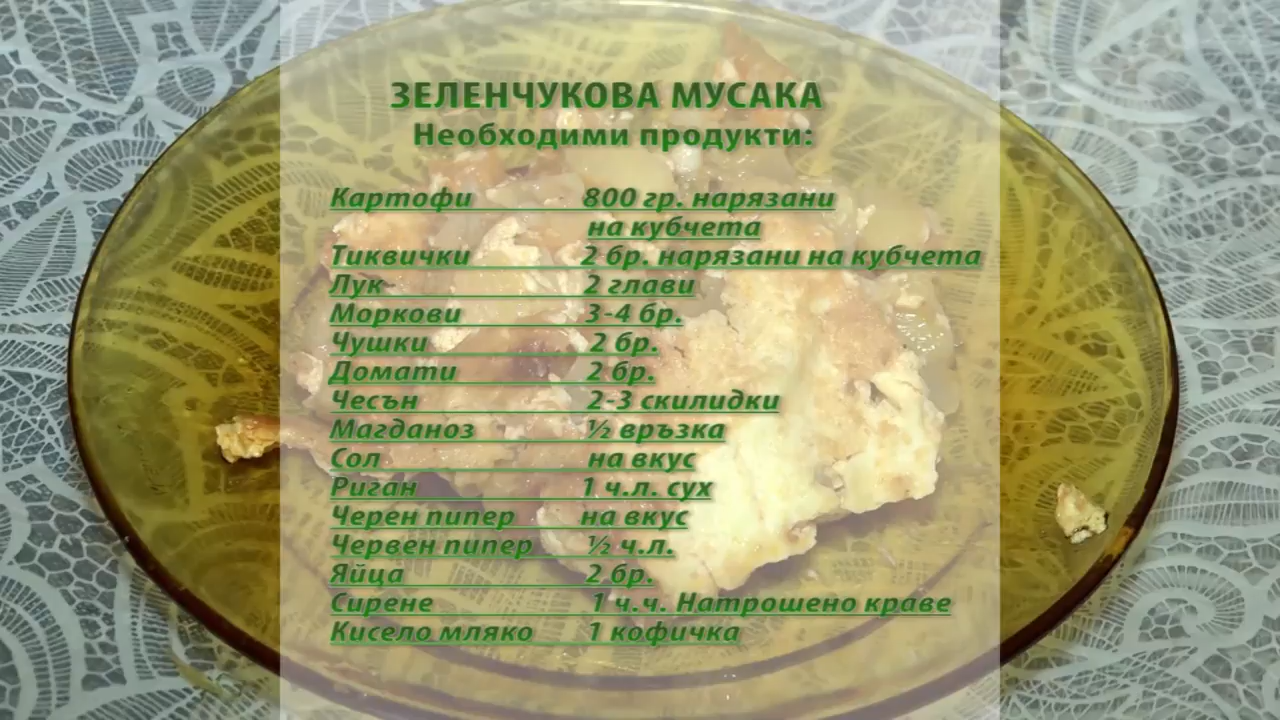 ЗЕЛЕНЧУКОВА МУСАКА
Необходими продукти:
Картофи 800 гр. нарязани
на кубчета
Тиквички 2 бр. нарязани на кубчета
Лук 2 глави
Моркови 3-4 бр.
Чушки 2 бр.
Домати 2 бр.
Чесън 2-3 скилидки
Магданоз ½ връзка
Сол на вкус
Риган 1 ч.л. сух
Черен пипер на вкус
Червен пипер ½ ч.л.
Яйца 2 бр.
Сирене 1 ч.ч. Натрошено краве
Кисело мляко 1 кофичка